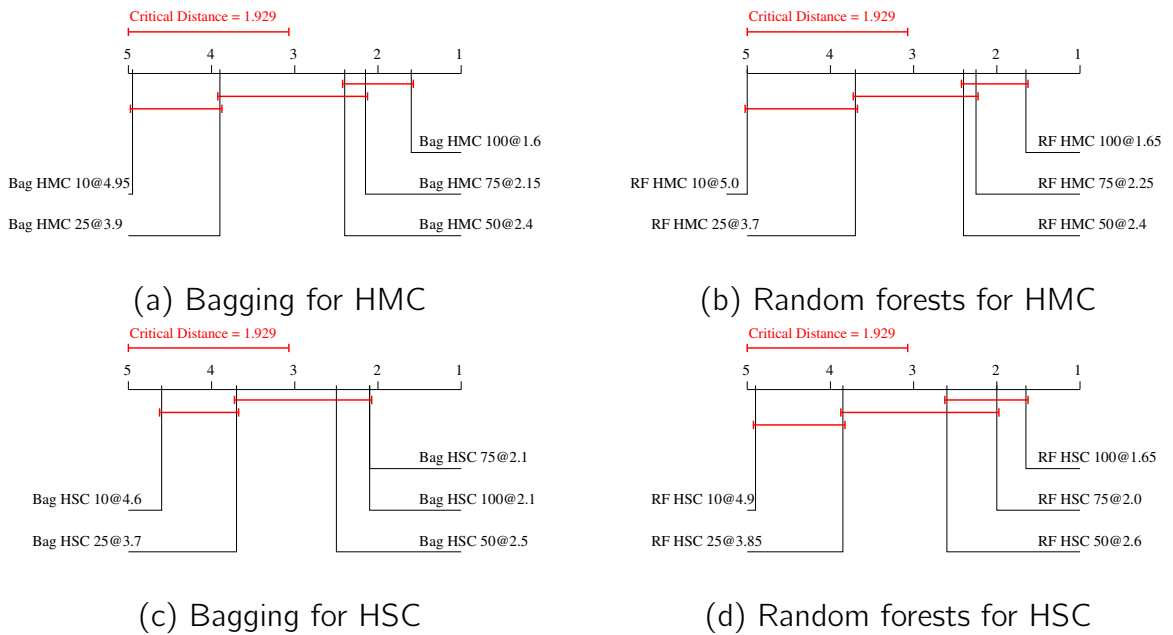 Critical Distance = 1.929
5 4 3 2 1
Bag HMC 100@1.6
Bag HMC 10@4.95
Bag HMC 75@2.15
Bag HMC 25@3.9
Bag HMC 50@2.4
(a) Bagging for HMC
Critical Distance = 1.929
5 4 3 2 1
RF HMC 100@1.65
RF HMC 10@5.0
RF HMC 75@2.25
RF HMC 25@3.7
RF HMC 50@2.4
(b) Random forests for HMC
Critical Distance = 1.929
5 4 3 2 1
Bag HSC 75@2.1
Bag HSC 10@4.6
Bag HSC 100@2.1
Bag HSC 25@3.7
Bag HSC 50@2.5
(c) Bagging for HSC
Critical Distance = 1.929
5 4 3 2 1
RF HSC 100@1.65
RF HSC 10@4.9
RF HSC 75@2.0
RF HSC 25@3.85
RF HSC 50@2.6
(d) Random forests for HSC